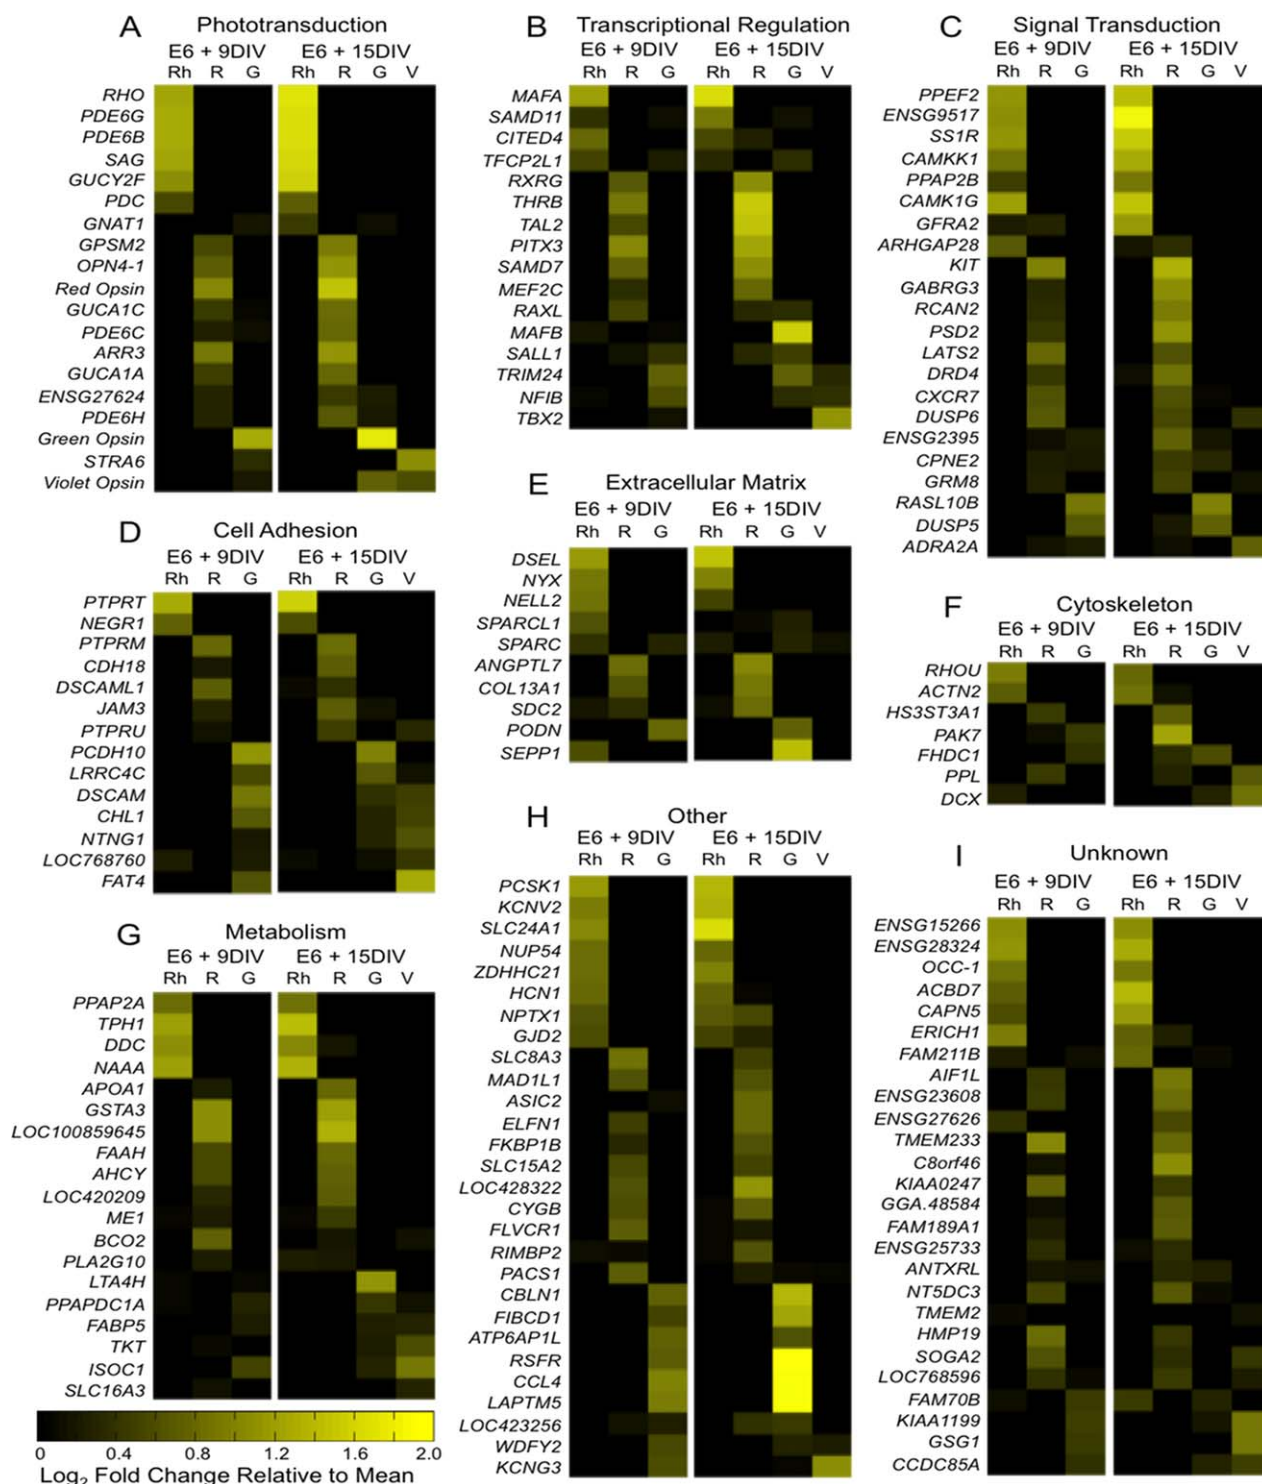 A Phototransduction
E6 + 9DIV E6 + 15DIV
Rh R G Rh R G V
RHO
PDE6G
PDE6B
SAG
GUCY2F
PDC
GNAT1
GPSM2
OPN4-1
Red Opsin
GUCA1C
PDE6C
ARR3
GUCA1A
ENSG27624
PDE6H
Green Opsin
STRA6
Violet Opsin
B Transcriptional Regulation
E6 + 9DIV E6 + 15DIV
Rh R G Rh R G V
MAFA
SAMD11
CITED4
TFCP2L1
RXRG
THRB
TAL2
PITX3
SAMD7
MEF2C
RAXL
MAFB
SALL1
TRIM24
NFIB
TBX2
C Signal Transduction
E6 + 9DIV E6 + 15DIV
Rh R G Rh R G V
PPEF2
ENSG9517
SS1R
CAMKK1
PPAP2B
CAMK1G
GFRA2
ARHGAP28
KIT
GABRG3
RCAN2
PSD2
LATS2
DRD4
CXCR7
DUSP6
ENSG2395
CPNE2
GRM8
RASL10B
DUSP5
ADRA2A
D Cell Adhesion
E6 + 9DIV E6 + 15DIV
Rh R G Rh R G V
PTPRT
NEGR1
PTPRM
CDH18
DSCAML1
JAM3
PTPRU
PCDH10
LRRC4C
DSCAM
CHL1
NTNG1
LOC768760
FAT4
E Extracellular Matrix
E6 + 9DIV E6 + 15DIV
Rh R G Rh R G V
DSEL
NYX
NELL2
SPARCL1
SPARC
ANGPTL7
COL13A1
SDC2
PODN
SEPP1
F Cytoskeleton
E6 + 9DIV E6 + 15DIV
Rh R G Rh R G V
RHOU
ACTN2
HS3ST3A1
PAK7
FHDC1
PPL
DCX
G Metabolism
E6 + 9DIV E6 + 15DIV
Rh R G Rh R G V
PPAP2A
TPH1
DDC
NAAA
APOA1
GSTA3
LOC100859645
FAAH
AHCY
LOC420209
ME1
BCO2
PLA2G10
LTA4H
PPAPDC1A
FABP5
TKT
ISOC1
SLC16A3
H Other
E6 + 9DIV E6 + 15DIV
Rh R G Rh R G V
PCSK1
KCNV2
SLC24A1
NUP54
ZDHHC21
HCN1
NPTX1
GJD2
SLC8A3
MAD1L1
ASIC2
ELFN1
FKBP1B
SLC15A2
LOC428322
CYGB
FLVCR1
RIMBP2
PACS1
CBLN1
FIBCD1
ATP6AP1L
RSFR
CCL4
LAPTM5
LOC423256
WDFY2
KCNG3
I Unknown
E6 + 9DIV E6 + 15DIV
Rh R G Rh R G V
ENSG15266
ENSG28324
OCC-1
ACBD7
CAPN5
ERICH1
FAM211B
AIF1L
ENSG23608
ENSG27626
TMEM233
C8orf46
KIAA0247
GGA.48584
FAM189A1
ENSG25733
ANTXRL
NT5DC3
TMEM2
HMP19
SOGA2
LOC768596
FAM70B
KIAA1199
GSG1
CCDC85A
0 0.4 0.8 1.2 1.6 2.0
Log2 Fold Change Relative to Mean